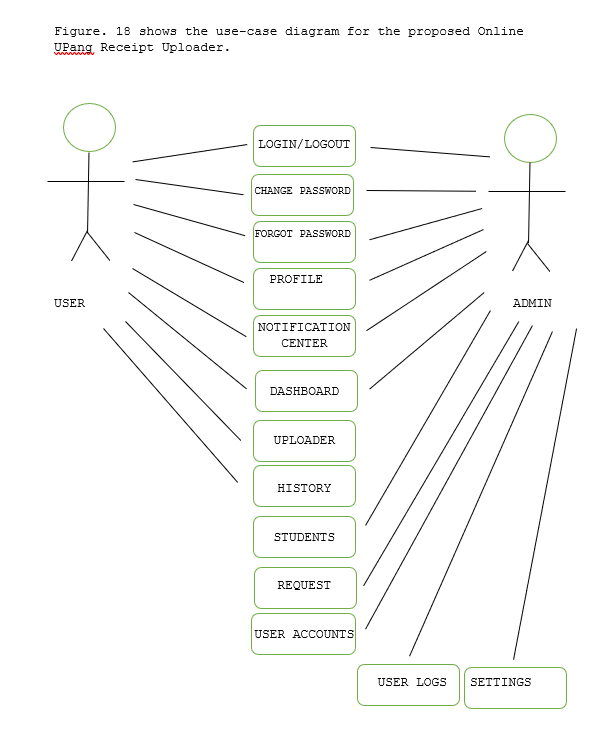 Figure. 18 shows the use-case diagram for the proposed Online
UPang Receipt Uploader.
LOGIN/LOGOUT
CHANGE PASSWORD
FORGOT PASSWORD
PROFILE
USER
ADMIN
NOTIFICATION
CENTER
DASHBOARD
UPLOADER
HISTORY
STUDENTS
REQUEST
USER ACCOUNTS
USER LOGS
SETTINGS